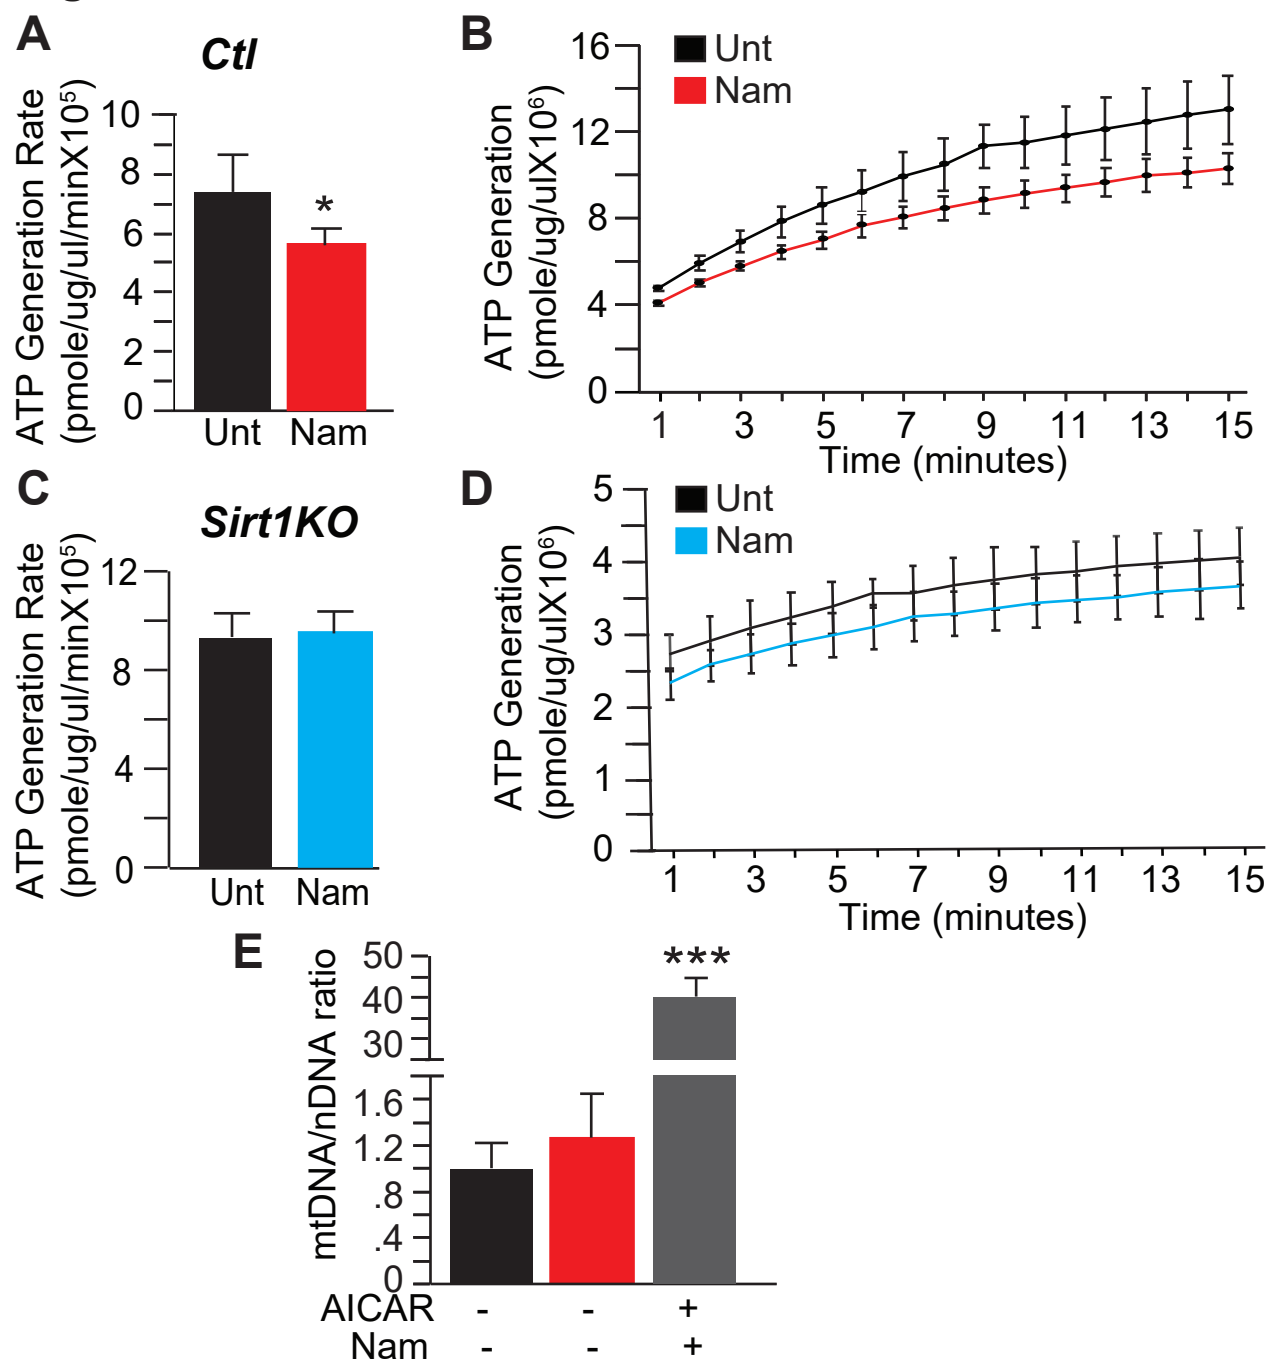 A
Ctl
ATP Generation Rate
(pmole/ug/ul/minX10⁵)
10
8
6
4
2
0
*
Unt Nam
B
Unt
Nam
ATP Generation
(pmole/ug/ulX10⁶)
16
12
8
4
0
1 3 5 7 9 11 13 15
Time (minutes)
C
Sirt1KO
ATP Generation Rate
(pmole/ug/ul/minX10⁵)
12
8
4
0
Unt Nam
D
Unt
Nam
ATP Generation
(pmole/ug/ulX10⁶)
5
4
3
2
1
0
1 3 5 7 9 11 13 15
Time (minutes)
E
mtDNA/nDNA ratio
50
40
30
1.6
1.2
.8
.4
0
***
AICAR - - +
Nam - - +